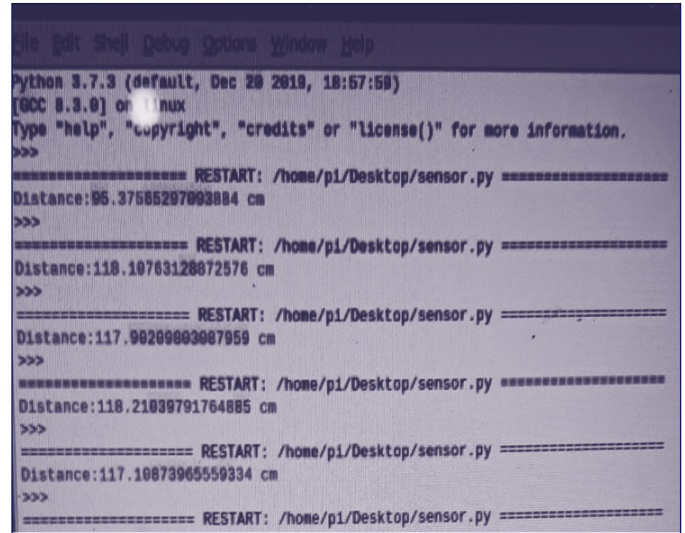 File Edit Shell Debug Options Window Help
Python 3.7.3 (default, Dec 20 2019, 18:57:59)
[GCC 8.3.0] on linux
Type "help", "copyright", "credits" or "license()" for more information.
>>>
==================== RESTART: /home/pi/Desktop/sensor.py ===================
Distance:95.37565297093884 cm
>>>
==================== RESTART: /home/pi/Desktop/sensor.py ===================
Distance:118.10763128872576 cm
>>>
==================== RESTART: /home/pi/Desktop/sensor.py ===================
Distance:117.90209803087959 cm
>>>
==================== RESTART: /home/pi/Desktop/sensor.py ===================
Distance:118.21039791764885 cm
>>>
==================== RESTART: /home/pi/Desktop/sensor.py ===================
Distance:117.10873965559334 cm
>>>
==================== RESTART: /home/pi/Desktop/sensor.py ===================